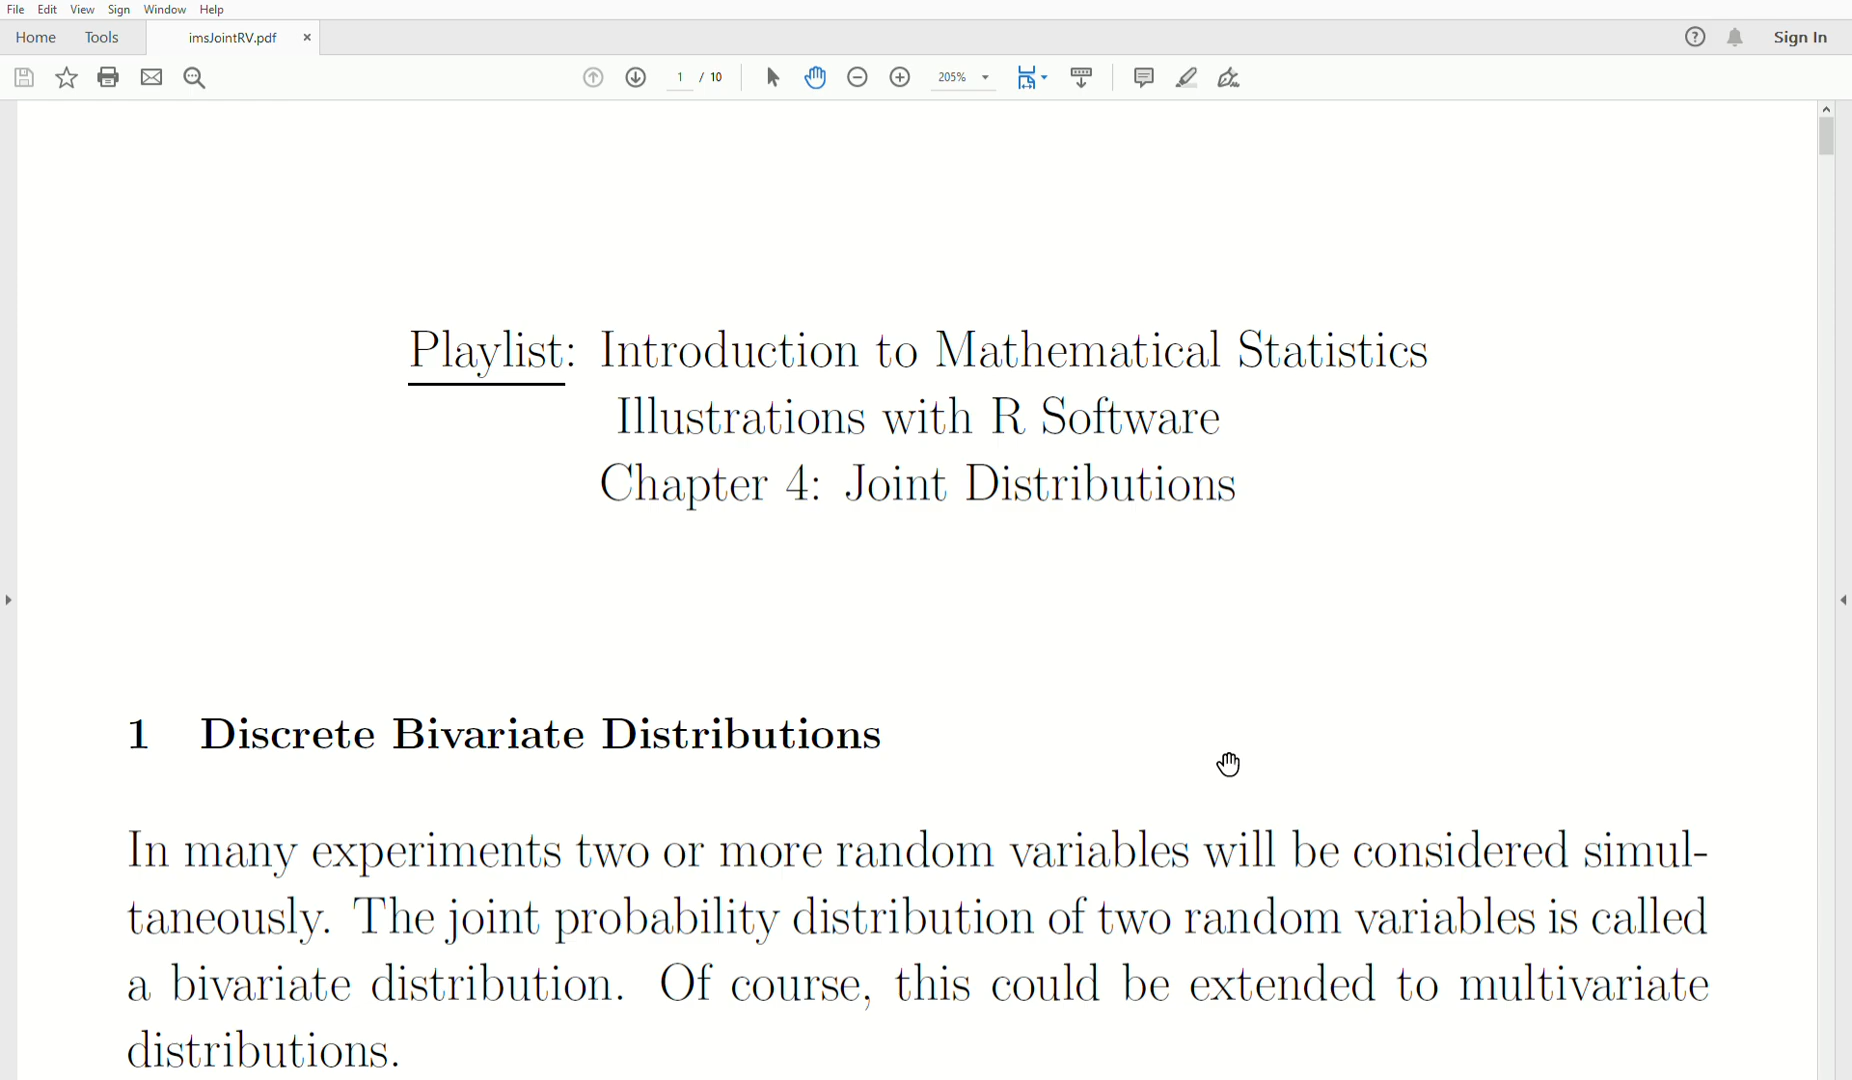 File Edit View Sign Window Help
Home Tools imsJointRV.pdf × Sign In
1 / 10 205%
Playlist: Introduction to Mathematical Statistics
Illustrations with R Software
Chapter 4: Joint Distributions
1 Discrete Bivariate Distributions
In many experiments two or more random variables will be considered simul-
taneously. The joint probability distribution of two random variables is called
a bivariate distribution. Of course, this could be extended to multivariate
distributions.